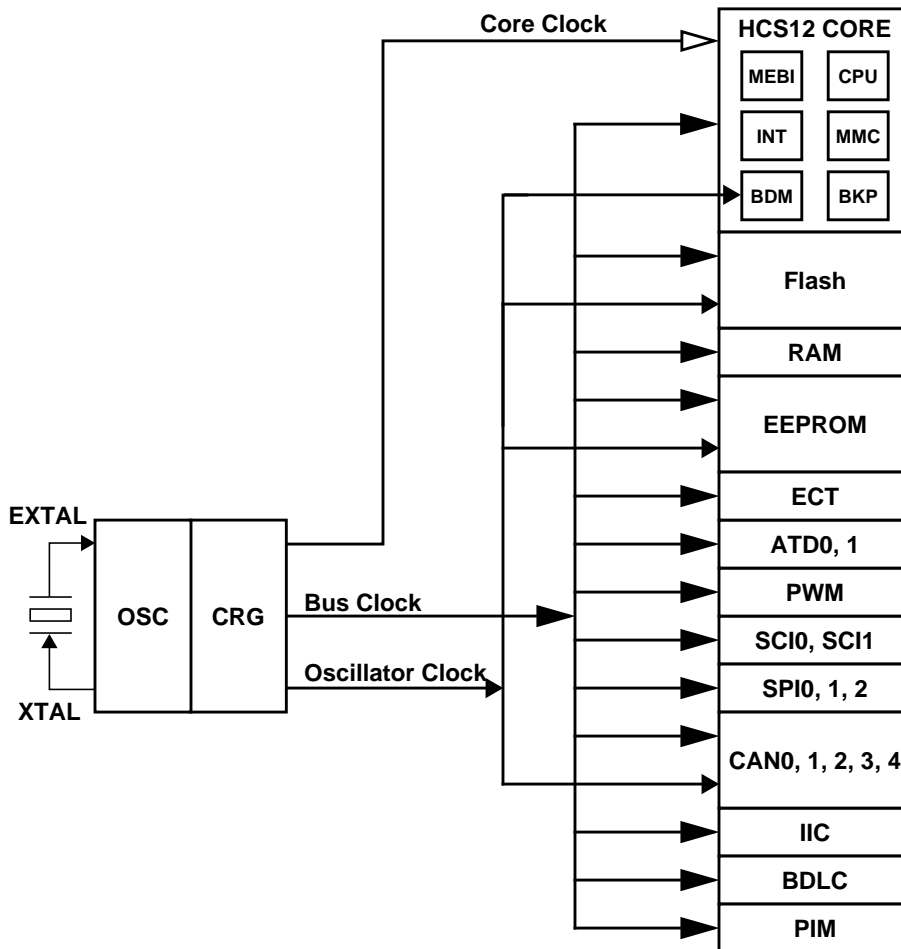 Core Clock
HCS12 CORE
MEBI
CPU
INT
MMC
BDM
BKP
Flash
RAM
EEPROM
ECT
EXTAL
ATD0, 1
PWM
OSC
CRG
Bus Clock
SCI0, SCI1
Oscillator Clock
SPI0, 1, 2
XTAL
CAN0, 1, 2, 3, 4
IIC
BDLC
PIM